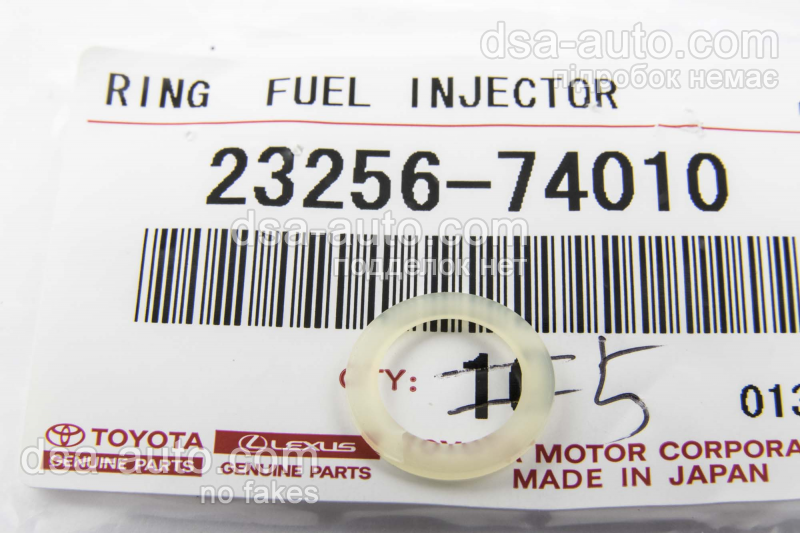 dsa-auto.com
підробок немає
RING FUEL INJECTOR
23256-74010
dsa-auto.com
подделок нет
QTY: 5
013
TOYOTA
GENUINE PARTS
LEXUS
GENUINE PARTS
MOTOR CORPORA
MADE IN JAPAN
dsa-auto.com
no fakes